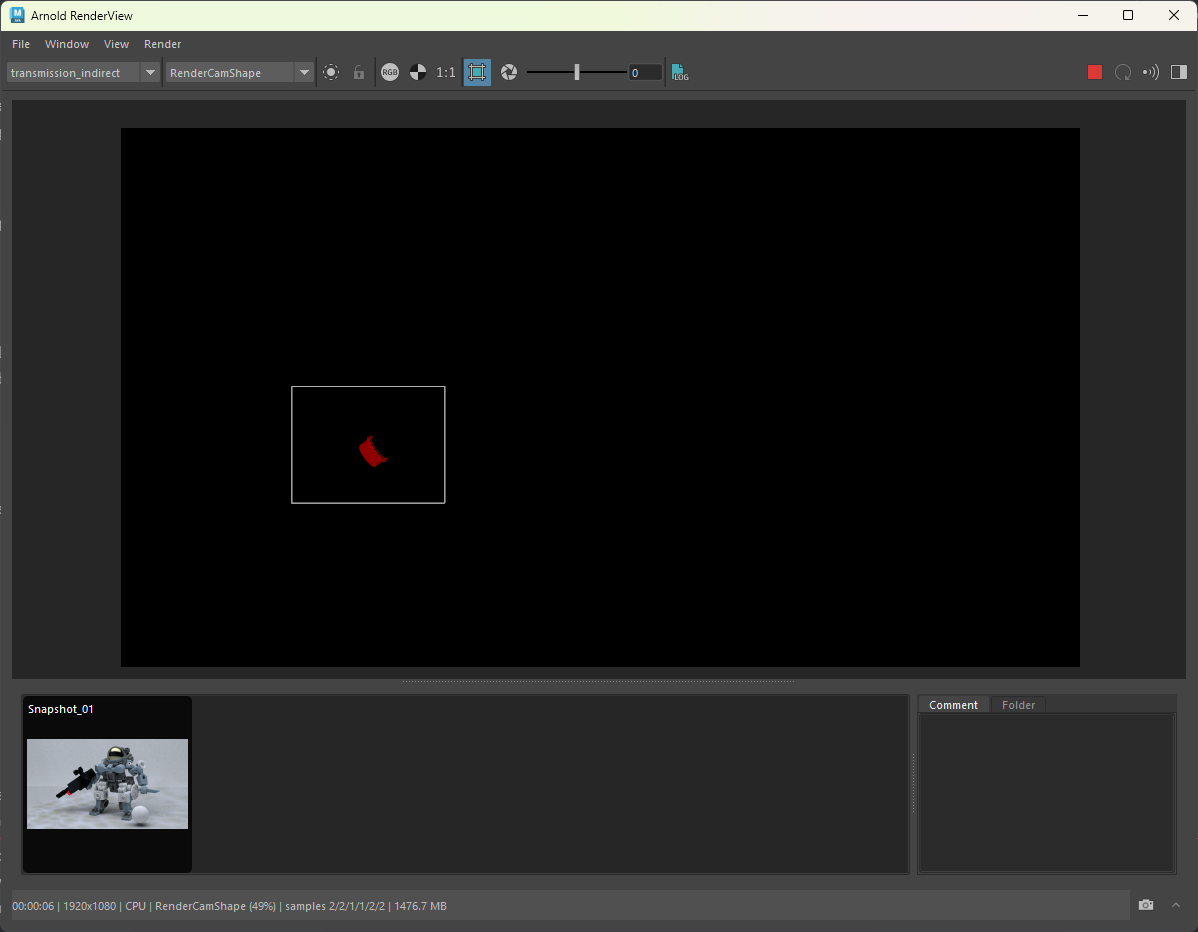 Arnold RenderView
File Window View Render
transmission_indirect RenderCamShape RGB 1:1 0 LOG
Snapshot_01
Comment Folder
00:00:06 | 1920x1080 | CPU | RenderCamShape (49%) | samples 2/2/1/1/2/2 | 1476.7 MB